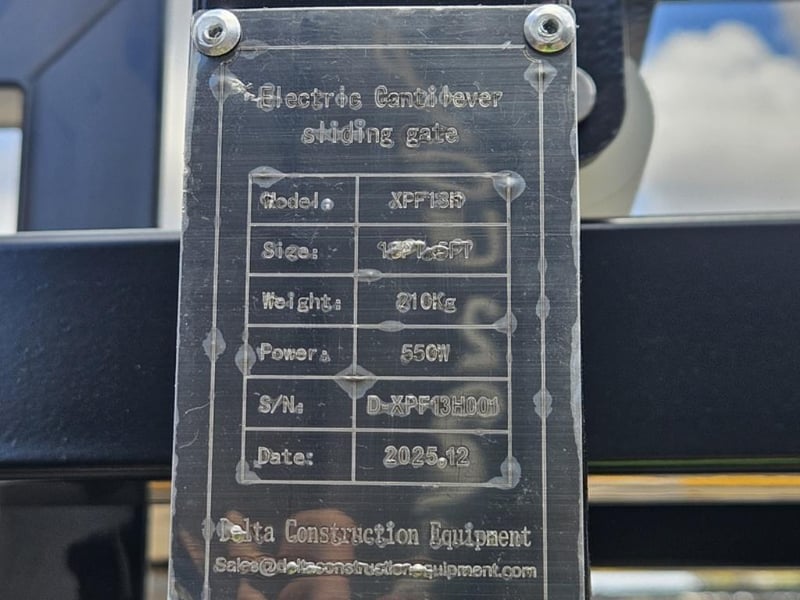 Electric Cantilever
sliding gate
Model: XPF13H
Size:
Weight: 210Kg
Power: 550W
S/N: D-XPF13H001
Date: 2025.12
Delta Construction Equipment
Sales@deltaconstructionequipment.com